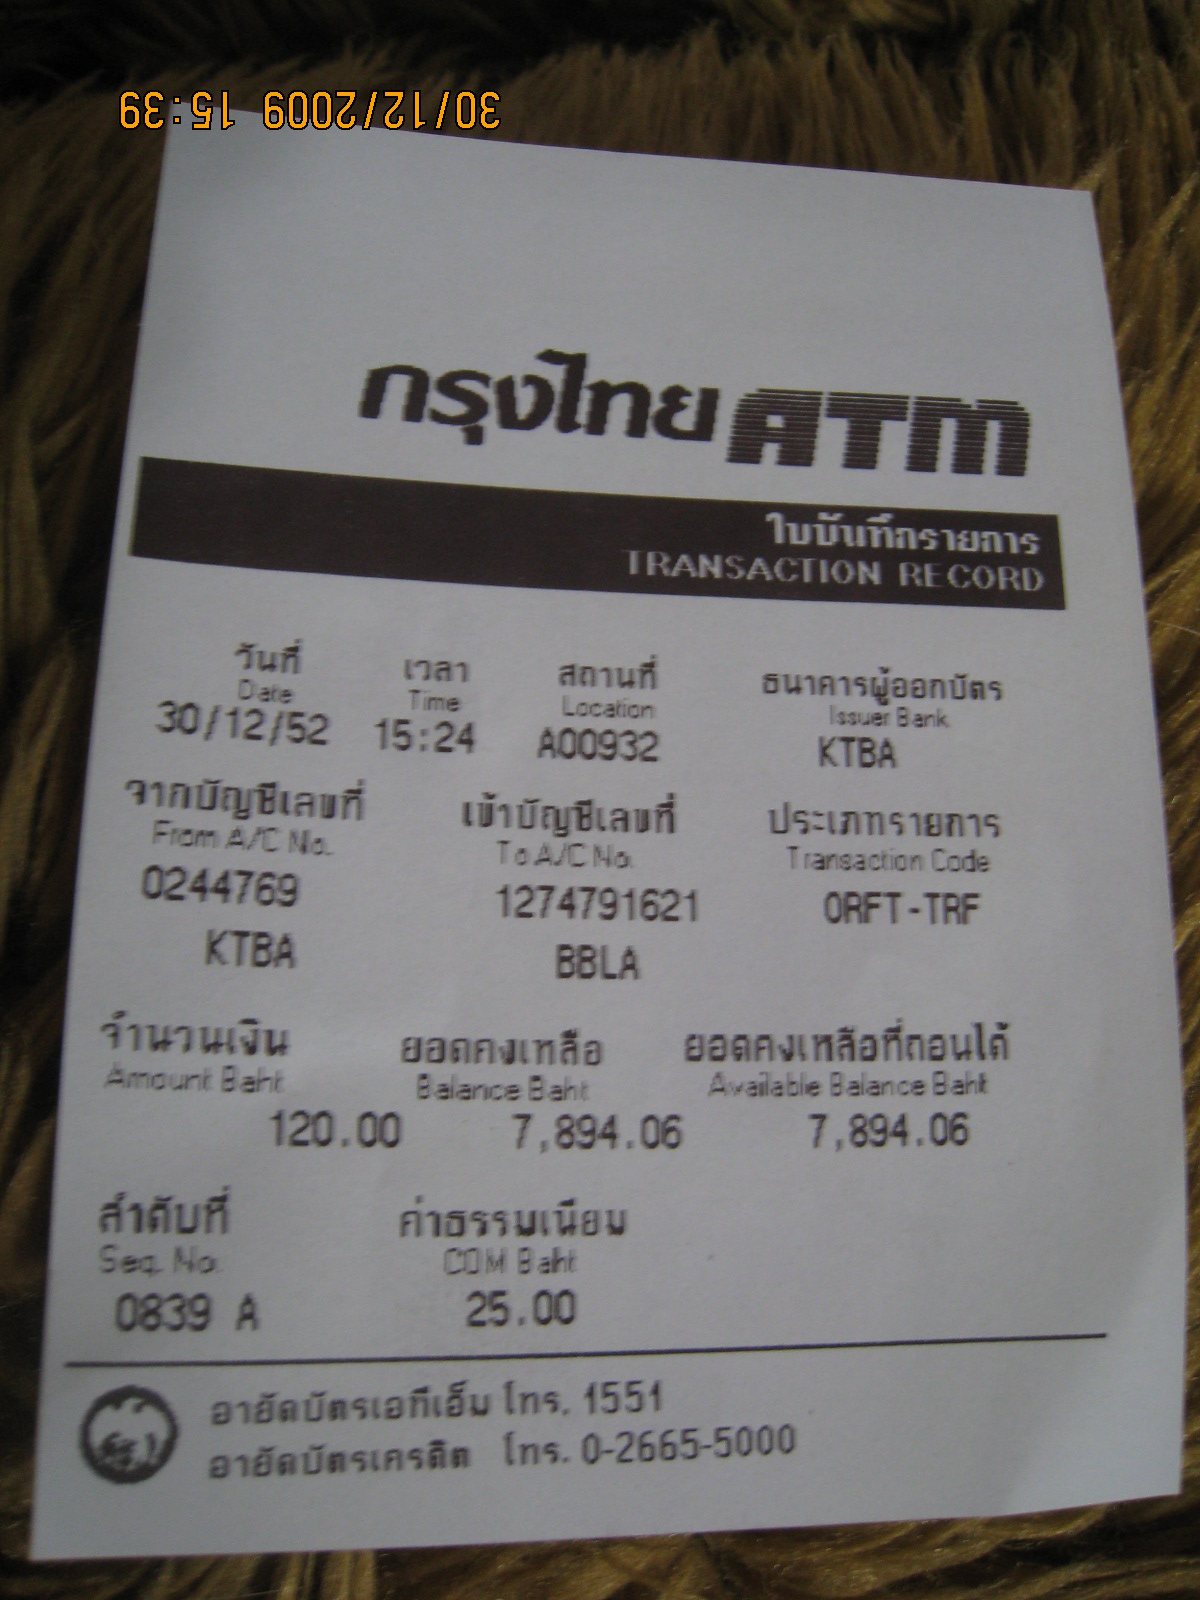 30/12/2009 15:39
กรุงไทย ATM
ใบบันทึกรายการ
TRANSACTION RECORD
วันที่ เวลา สถานที่ ธนาคารผู้ออกบัตร
Date Time Location Issuer Bank
30/12/52 15:24 A00932 KTBA
จากบัญชีเลขที่ เข้าบัญชีเลขที่ ประเภทรายการ
From A/C No. To A/C No. Transaction Code
0244769 1274791621 ORFT-TRF
KTBA BBLA
จำนวนเงิน ยอดคงเหลือ ยอดคงเหลือที่ถอนได้
Amount Baht Balance Baht Available Balance Baht
120.00 7,894.06 7,894.06
ลำดับที่ ค่าธรรมเนียม
Seq. No. COM Baht
0839 A 25.00
อายัดบัตรเอทีเอ็ม โทร. 1551
อายัดบัตรเครดิต โทร. 0-2665-5000